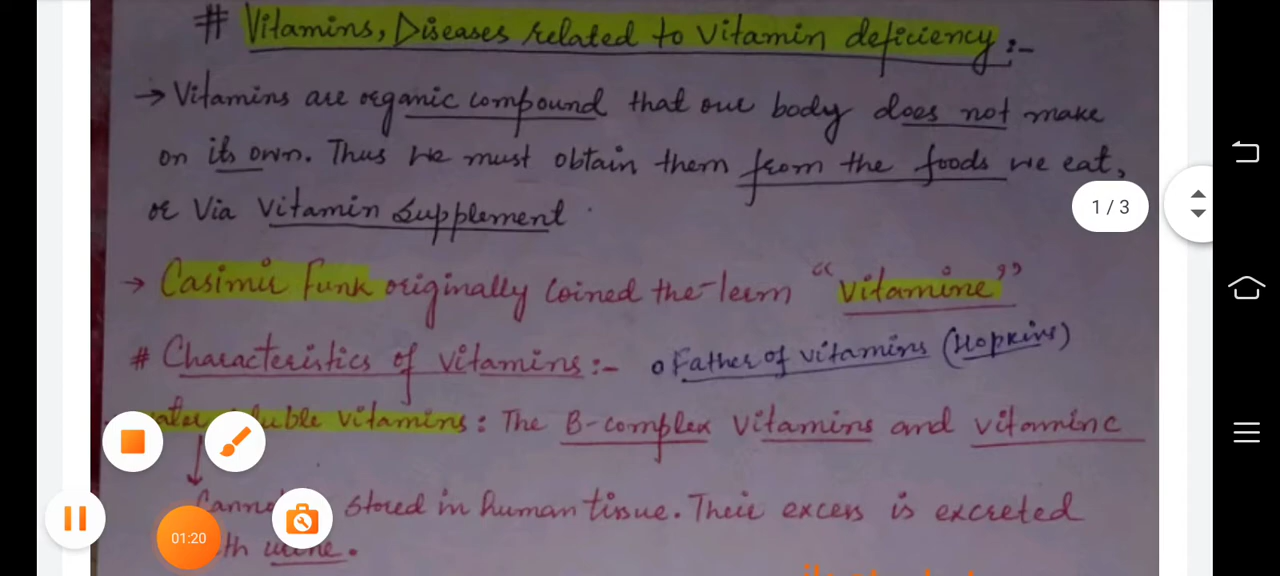 # Vitamins, Diseases related to vitamin deficiency :-
→ Vitamins are organic compound that our body does not make
on its own. Thus we must obtain them from the foods we eat,
or Via Vitamin Supplement
1 / 3
→ Casimir Funk originally coined the term "vitamine"
# Characteristics of vitamins :- o Father of vitamins (Hopkins)
vitamins : The B-complex vitamins and vitaminc
stored in human tissue. Their excess is excreted
01:20
urine.